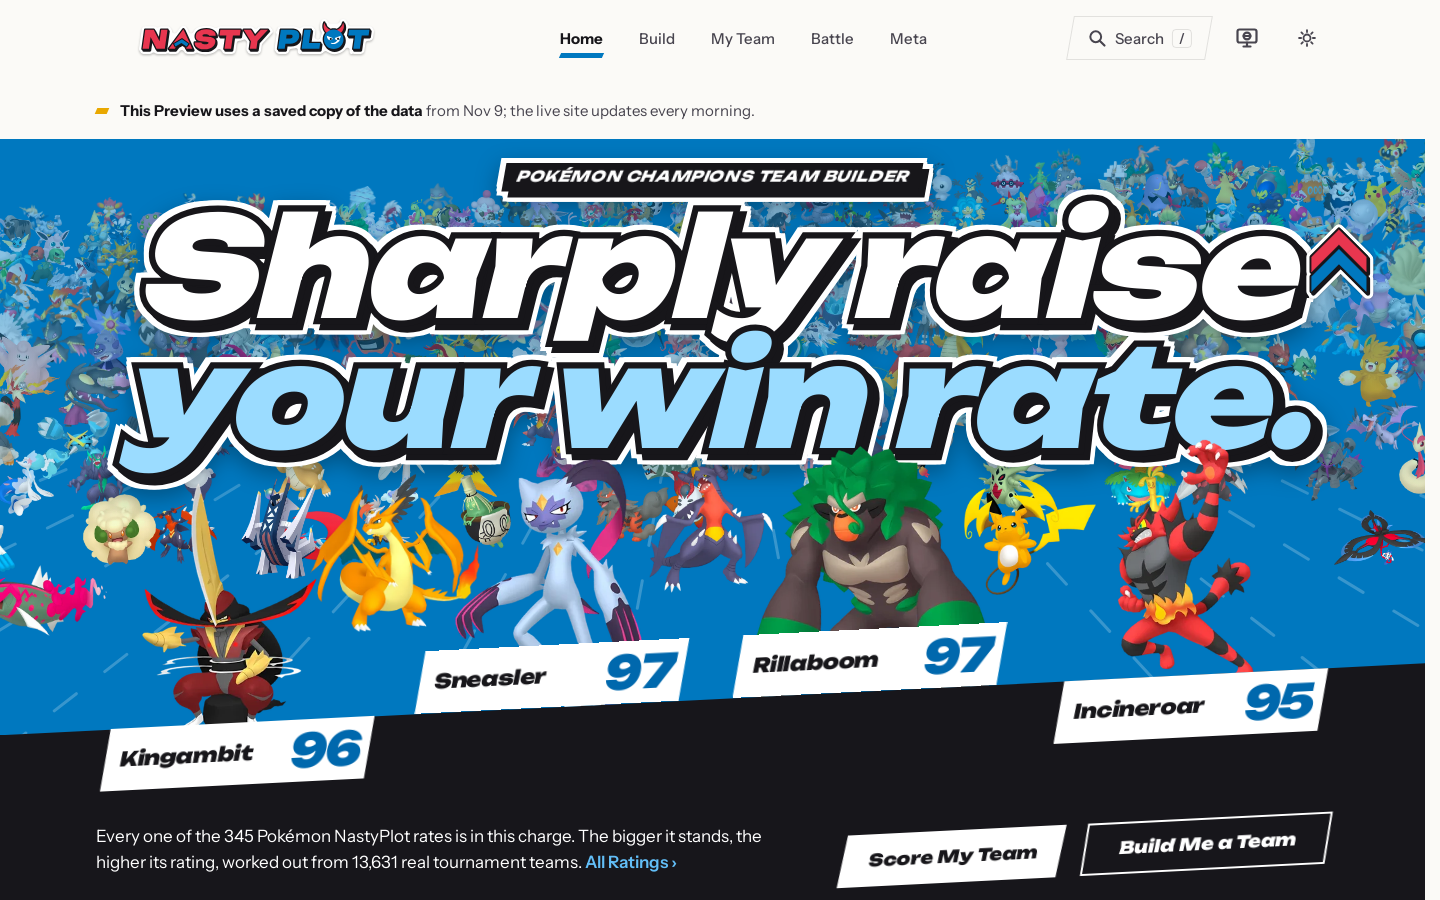 NASTY PLOT
Home
Build
My Team
Battle
Meta
Search /
This Preview uses a saved copy of the data from Nov 9; the live site updates every morning.
POKÉMON CHAMPIONS TEAM BUILDER
Sharply raise
your win rate.
Sneasler 97
Rillaboom 97
Incineroar 95
Kingambit 96
Every one of the 345 Pokémon NastyPlot rates is in this charge. The bigger it stands, the
higher its rating, worked out from 13,631 real tournament teams. All Ratings ›
Score My Team
Build Me a Team